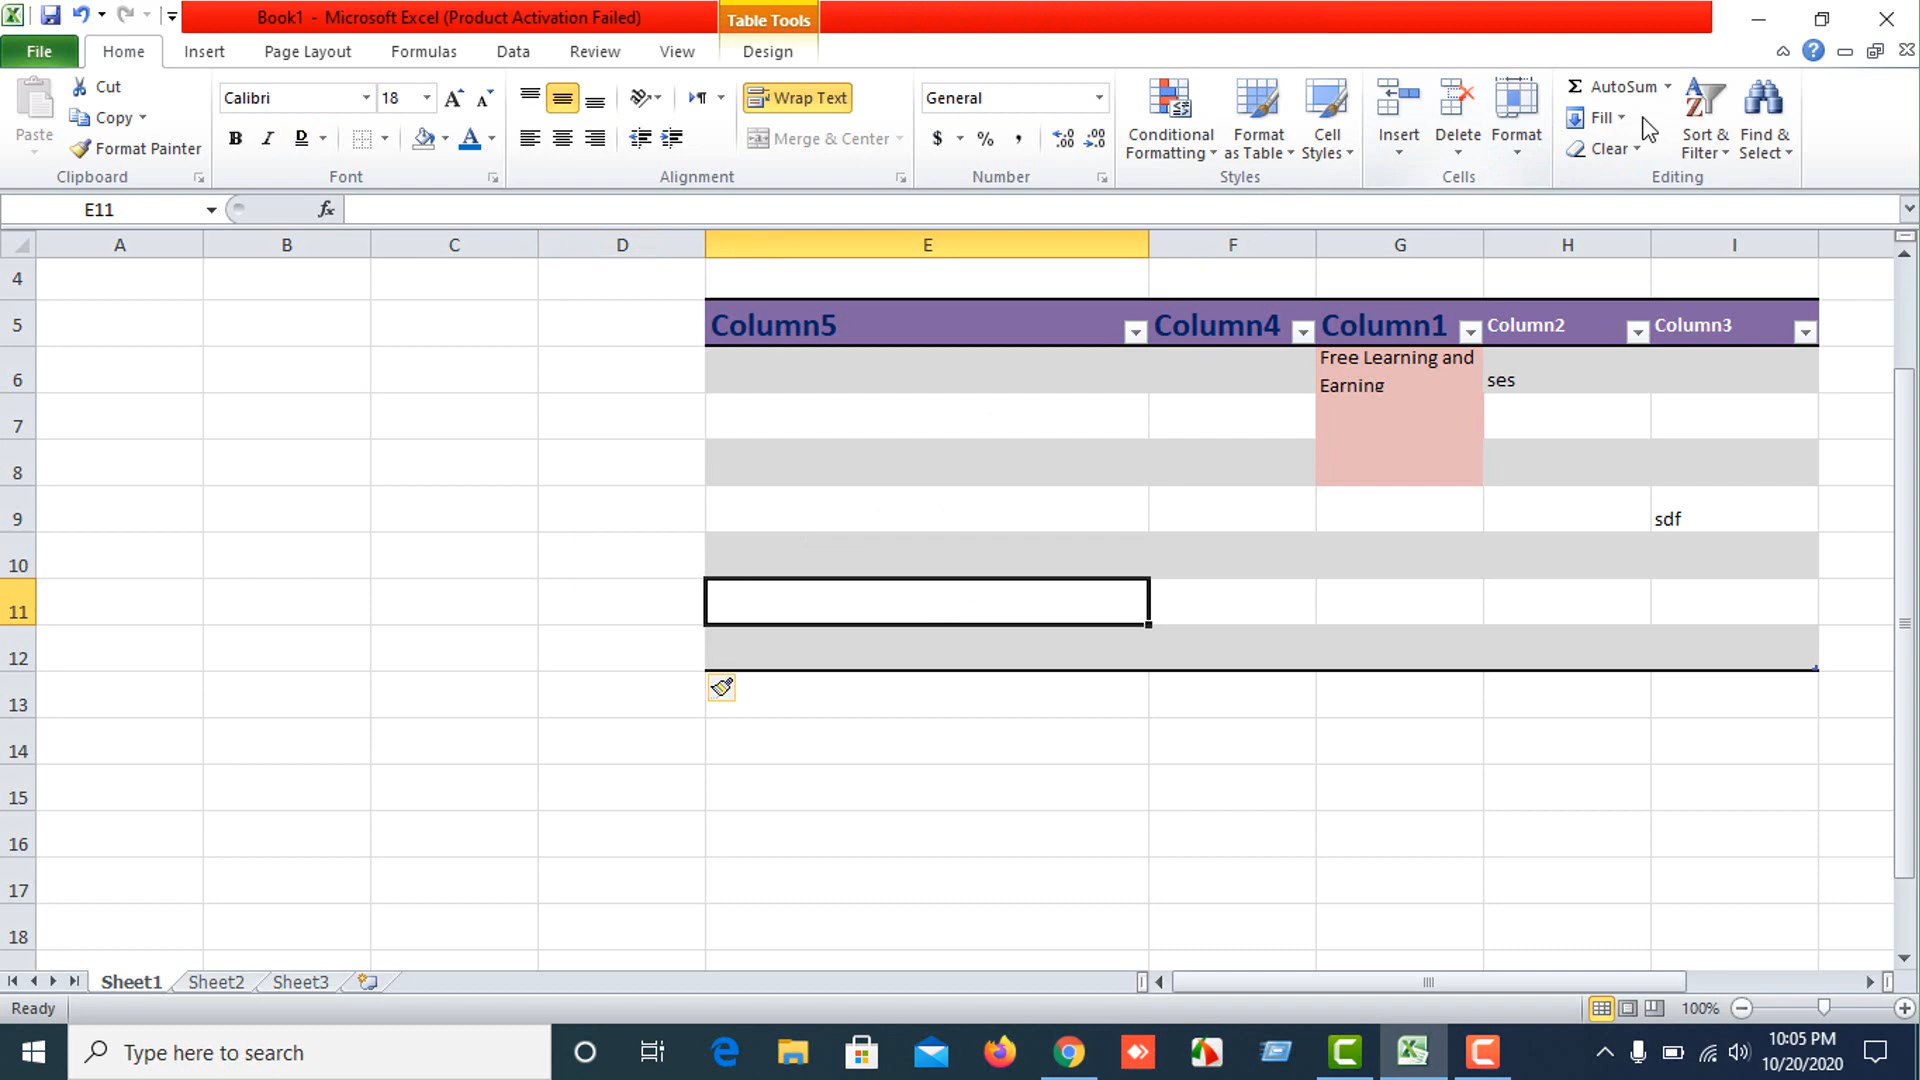 Book1 - Microsoft Excel (Product Activation Failed)
Table Tools
File Home Insert Page Layout Formulas Data Review View Design
Paste
Cut
Copy
Format Painter
Clipboard
Calibri 18
Font
Wrap Text
Merge & Center
Alignment
General
Number
Conditional Formatting
Format as Table
Cell Styles
Styles
Insert Delete Format
Cells
AutoSum
Fill
Clear
Sort & Filter
Find & Select
Editing
E11 fx
A B C D E F G H I
4
5 Column5 Column4 Column1 Column2 Column3
Free Learning and
6 Earning ses
7
8
9 sdf
10
11
12
13
14
15
16
17
18
Sheet1 Sheet2 Sheet3
Ready 100%
Type here to search
10:05 PM
10/20/2020